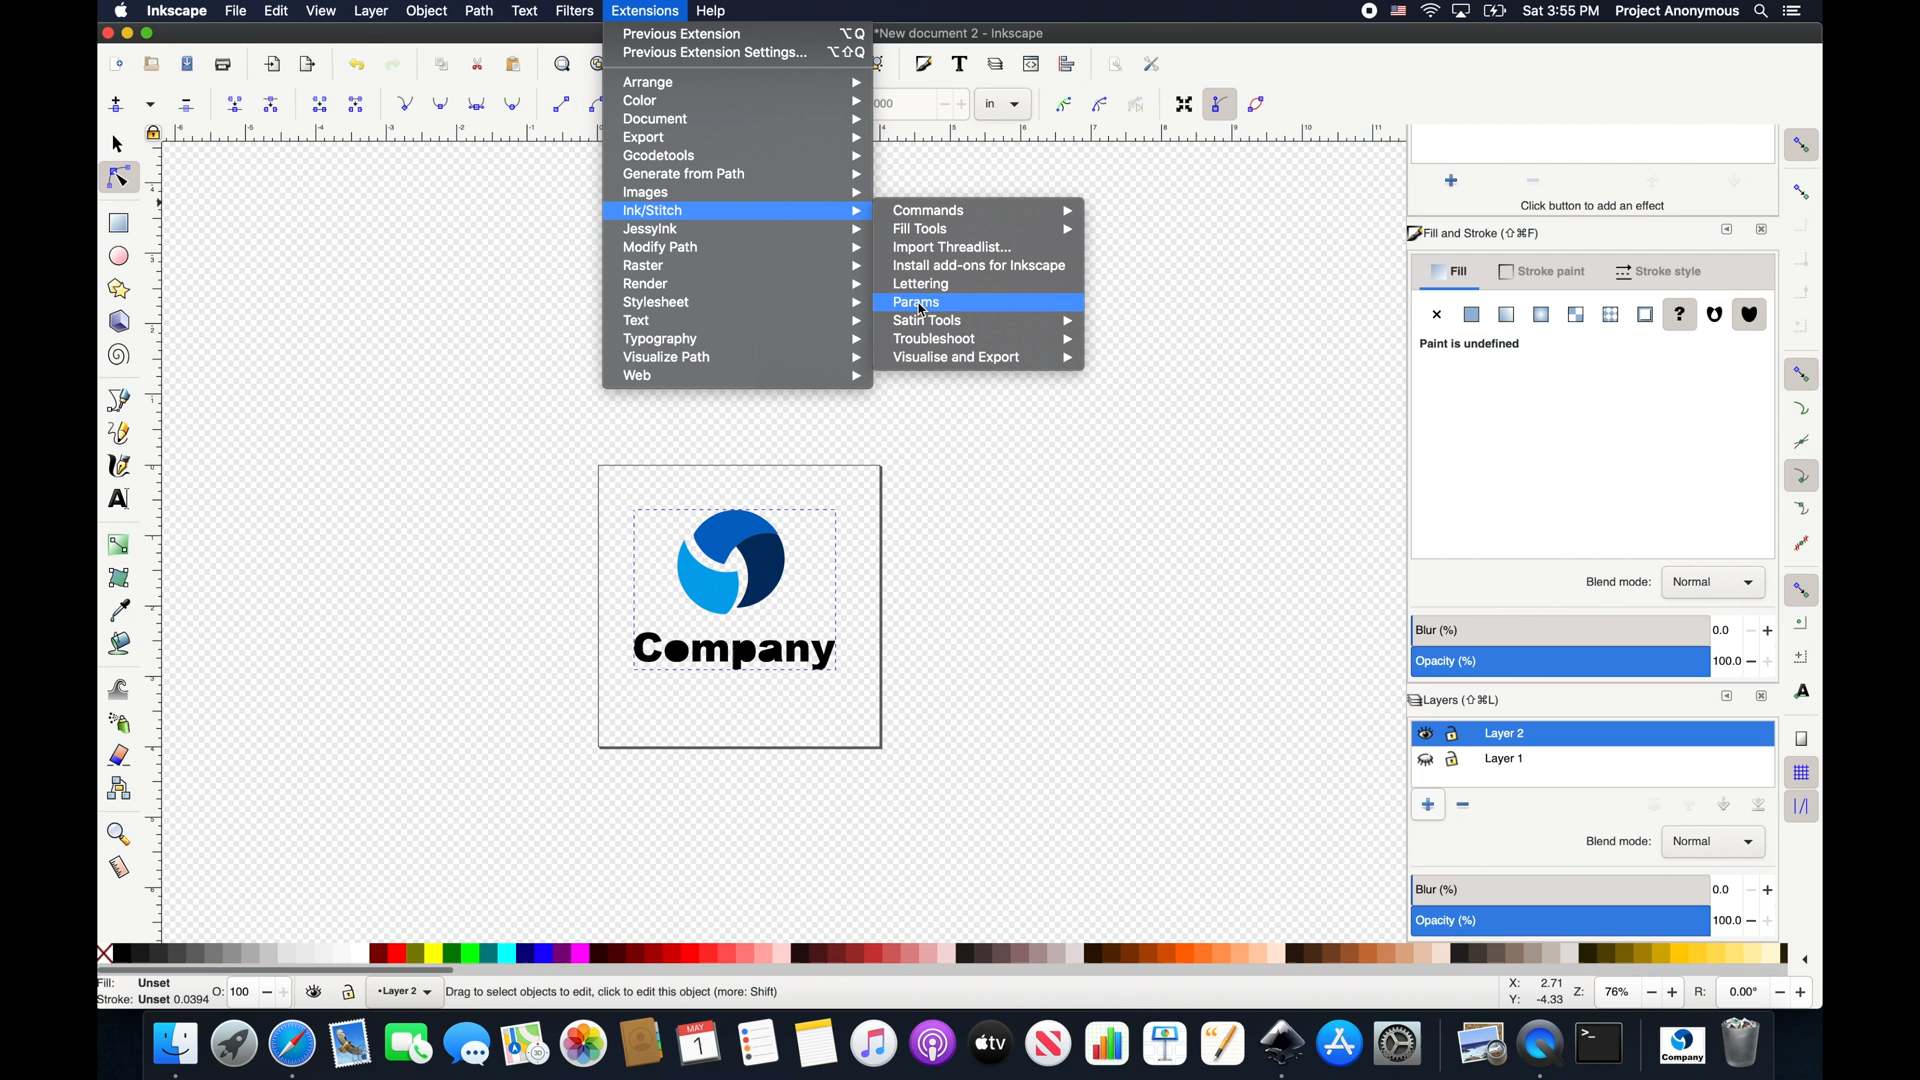 Inkscape File Edit View Layer Object Path Text Filters Extensions Help
Sat 3:55 PM Project Anonymous
*New document 2 - Inkscape
Previous Extension ⌥Q
Previous Extension Settings... ⌥⇧Q
Arrange
Color
Document
Export
Gcodetools
Generate from Path
Images
Ink/Stitch
JessyInk
Modify Path
Raster
Render
Stylesheet
Text
Typography
Visualize Path
Web
Commands
Fill Tools
Import Threadlist...
Install add-ons for Inkscape
Lettering
Params
Satin Tools
Troubleshoot
Visualise and Export
000
in
Click button to add an effect
Fill and Stroke (⇧⌘F)
Fill Stroke paint Stroke style
Paint is undefined
Blend mode: Normal
Blur (%) 0.0
Opacity (%) 100.0
Layers (⇧⌘L)
Layer 2
Layer 1
Blend mode: Normal
Blur (%) 0.0
Opacity (%) 100.0
Company
Fill: Unset
Stroke: Unset 0.0394
O: 100
•Layer 2
Drag to select objects to edit, click to edit this object (more: Shift)
X: 2.71
Y: -4.33
Z: 76%
R: 0.00°
MAY
1
tv
Company